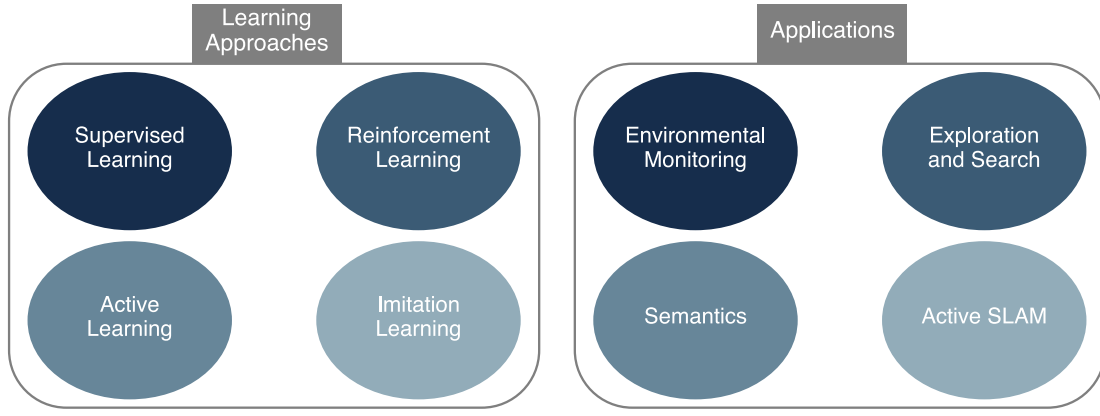 Learning
Approaches
Supervised
Learning
Reinforcement
Learning
Active
Learning
Imitation
Learning
Applications
Environmental
Monitoring
Exploration
and Search
Semantics
Active SLAM